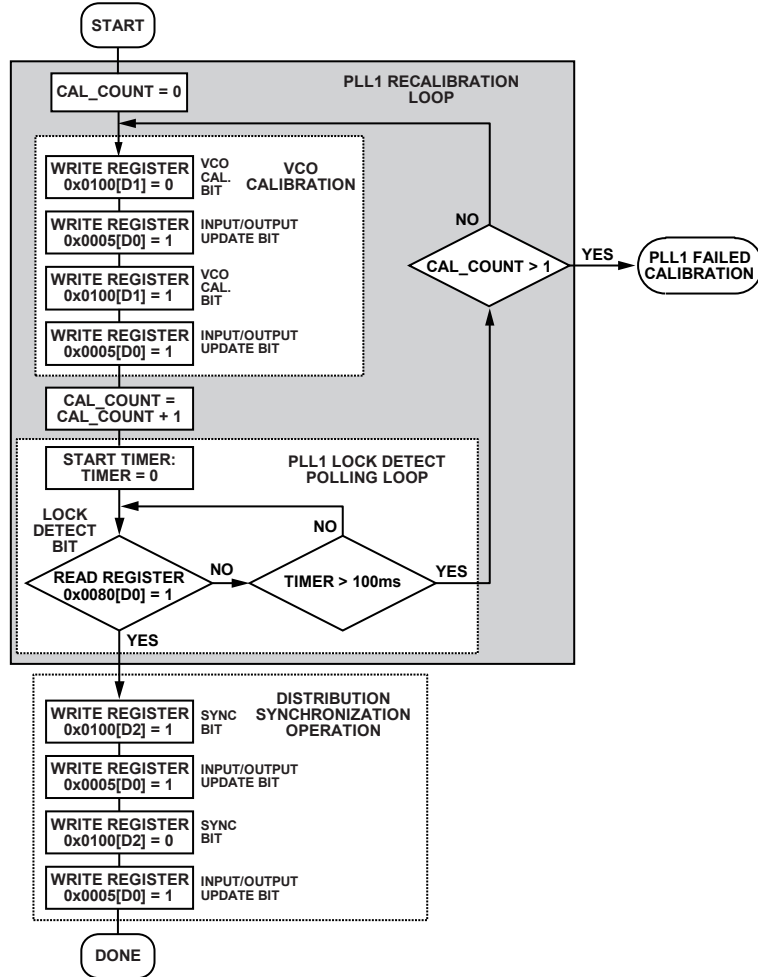 START
PLL1 RECALIBRATION
LOOP
CAL_COUNT = 0
VCO
CALIBRATION
WRITE REGISTER
0x0100[D1] = 0
VCO
CAL.
BIT
WRITE REGISTER
0x0005[D0] = 1
INPUT/OUTPUT
UPDATE BIT
WRITE REGISTER
0x0100[D1] = 1
VCO
CAL.
BIT
WRITE REGISTER
0x0005[D0] = 1
INPUT/OUTPUT
UPDATE BIT
NO
CAL_COUNT > 1
YES
PLL1 FAILED
CALIBRATION
CAL_COUNT =
CAL_COUNT + 1
START TIMER:
TIMER = 0
PLL1 LOCK DETECT
POLLING LOOP
LOCK
DETECT
BIT
NO
READ REGISTER
0x0080[D0] = 1
NO
TIMER > 100ms
YES
YES
DISTRIBUTION
SYNCHRONIZATION
OPERATION
WRITE REGISTER
0x0100[D2] = 1
SYNC
BIT
WRITE REGISTER
0x0005[D0] = 1
INPUT/OUTPUT
UPDATE BIT
WRITE REGISTER
0x0100[D2] = 0
SYNC
BIT
WRITE REGISTER
0x0005[D0] = 1
INPUT/OUTPUT
UPDATE BIT
DONE